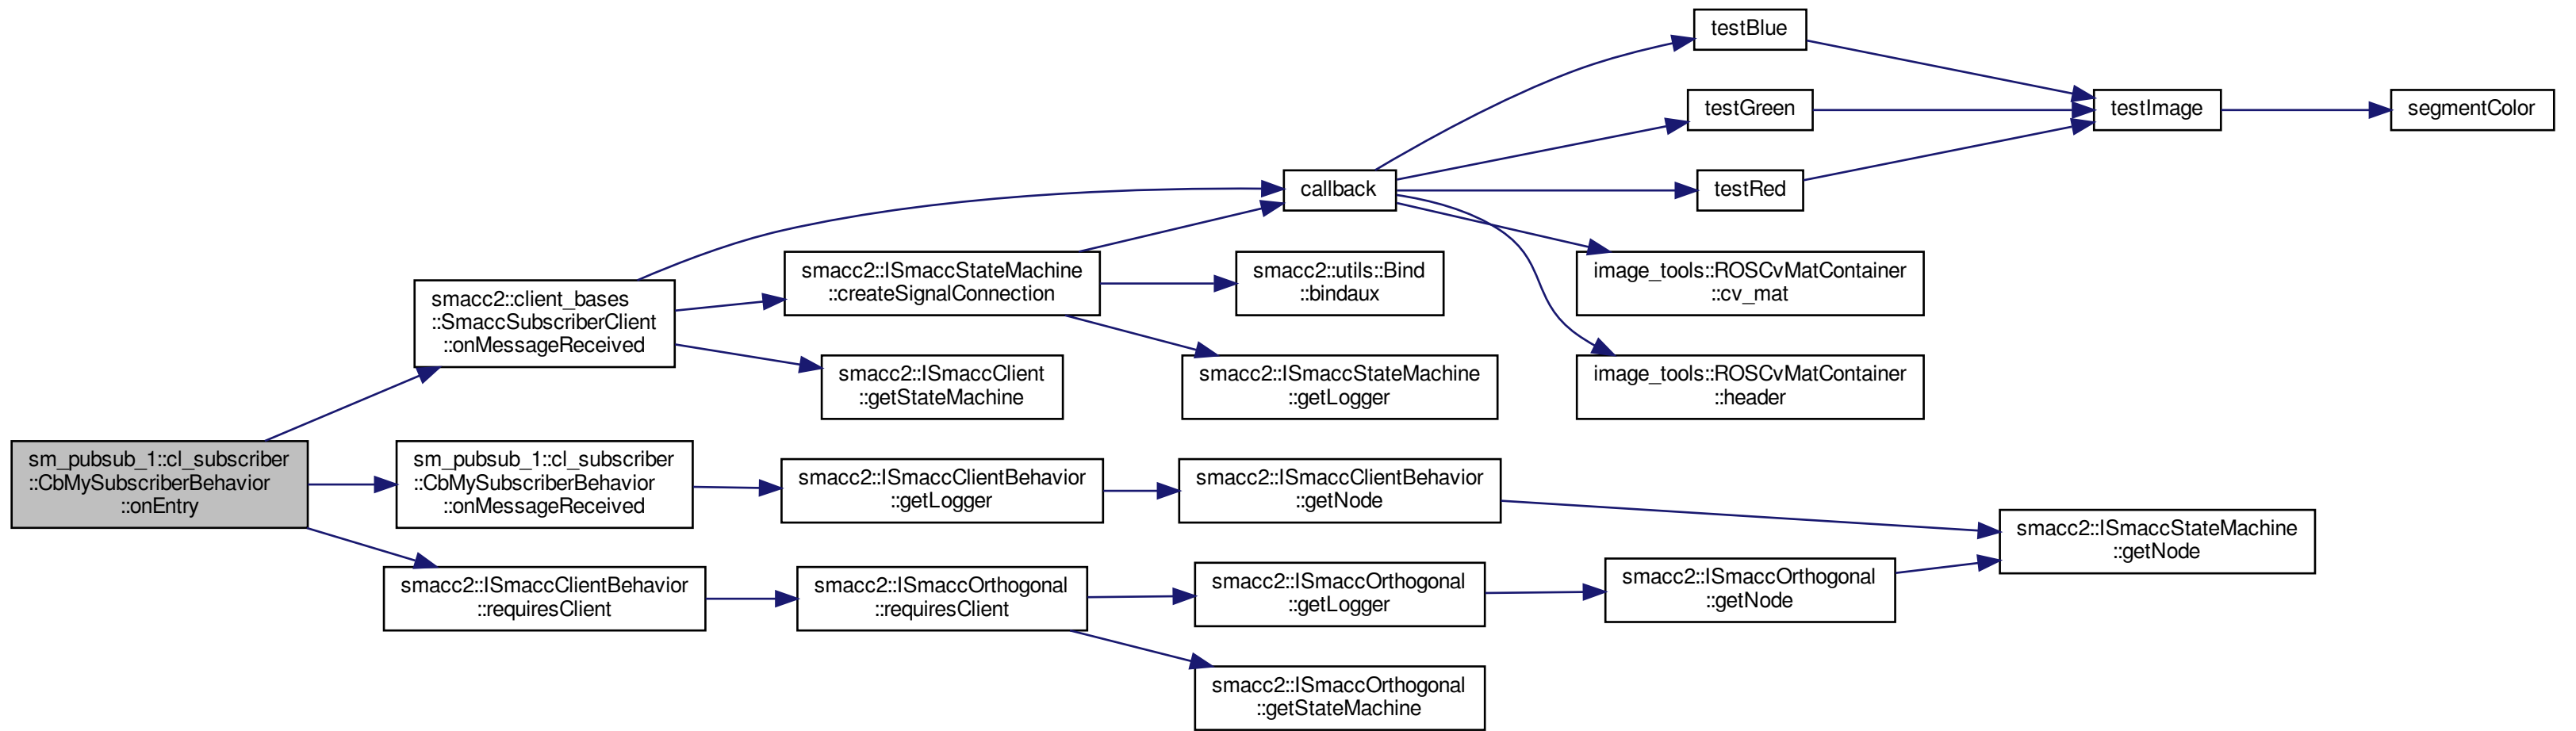 sm_pubsub_1::cl_subscriber
::CbMySubscriberBehavior
::onEntry
smacc2::client_bases
::SmaccSubscriberClient
::onMessageReceived
sm_pubsub_1::cl_subscriber
::CbMySubscriberBehavior
::onMessageReceived
smacc2::ISmaccClientBehavior
::requiresClient
smacc2::ISmaccStateMachine
::createSignalConnection
smacc2::ISmaccClient
::getStateMachine
smacc2::ISmaccClientBehavior
::getLogger
smacc2::ISmaccOrthogonal
::requiresClient
callback
smacc2::utils::Bind
::bindaux
smacc2::ISmaccStateMachine
::getLogger
smacc2::ISmaccClientBehavior
::getNode
smacc2::ISmaccOrthogonal
::getLogger
smacc2::ISmaccOrthogonal
::getStateMachine
testBlue
testGreen
testRed
image_tools::ROSCvMatContainer
::cv_mat
image_tools::ROSCvMatContainer
::header
smacc2::ISmaccOrthogonal
::getNode
testImage
smacc2::ISmaccStateMachine
::getNode
segmentColor